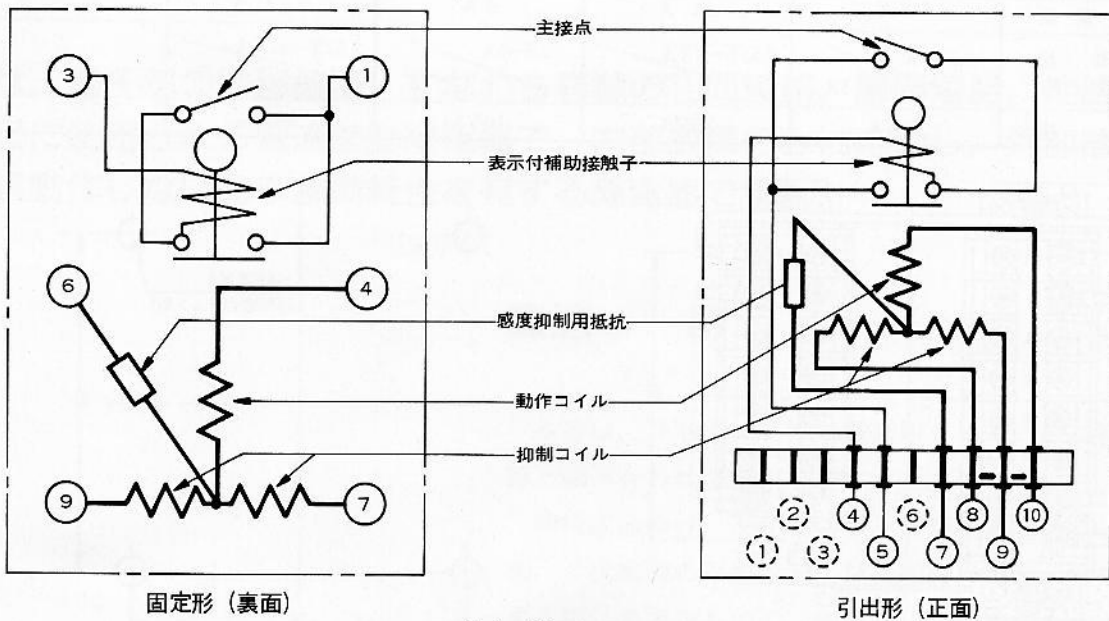 主接点
③
①
表示付補助接触子
⑥
④
感度抑制用抵抗
動作コイル
抑制コイル
⑨
⑦
②
④
⑥
⑧
⑩
①
③
⑤
⑦
⑨
固定形 (裏面)
引出形 (正面)